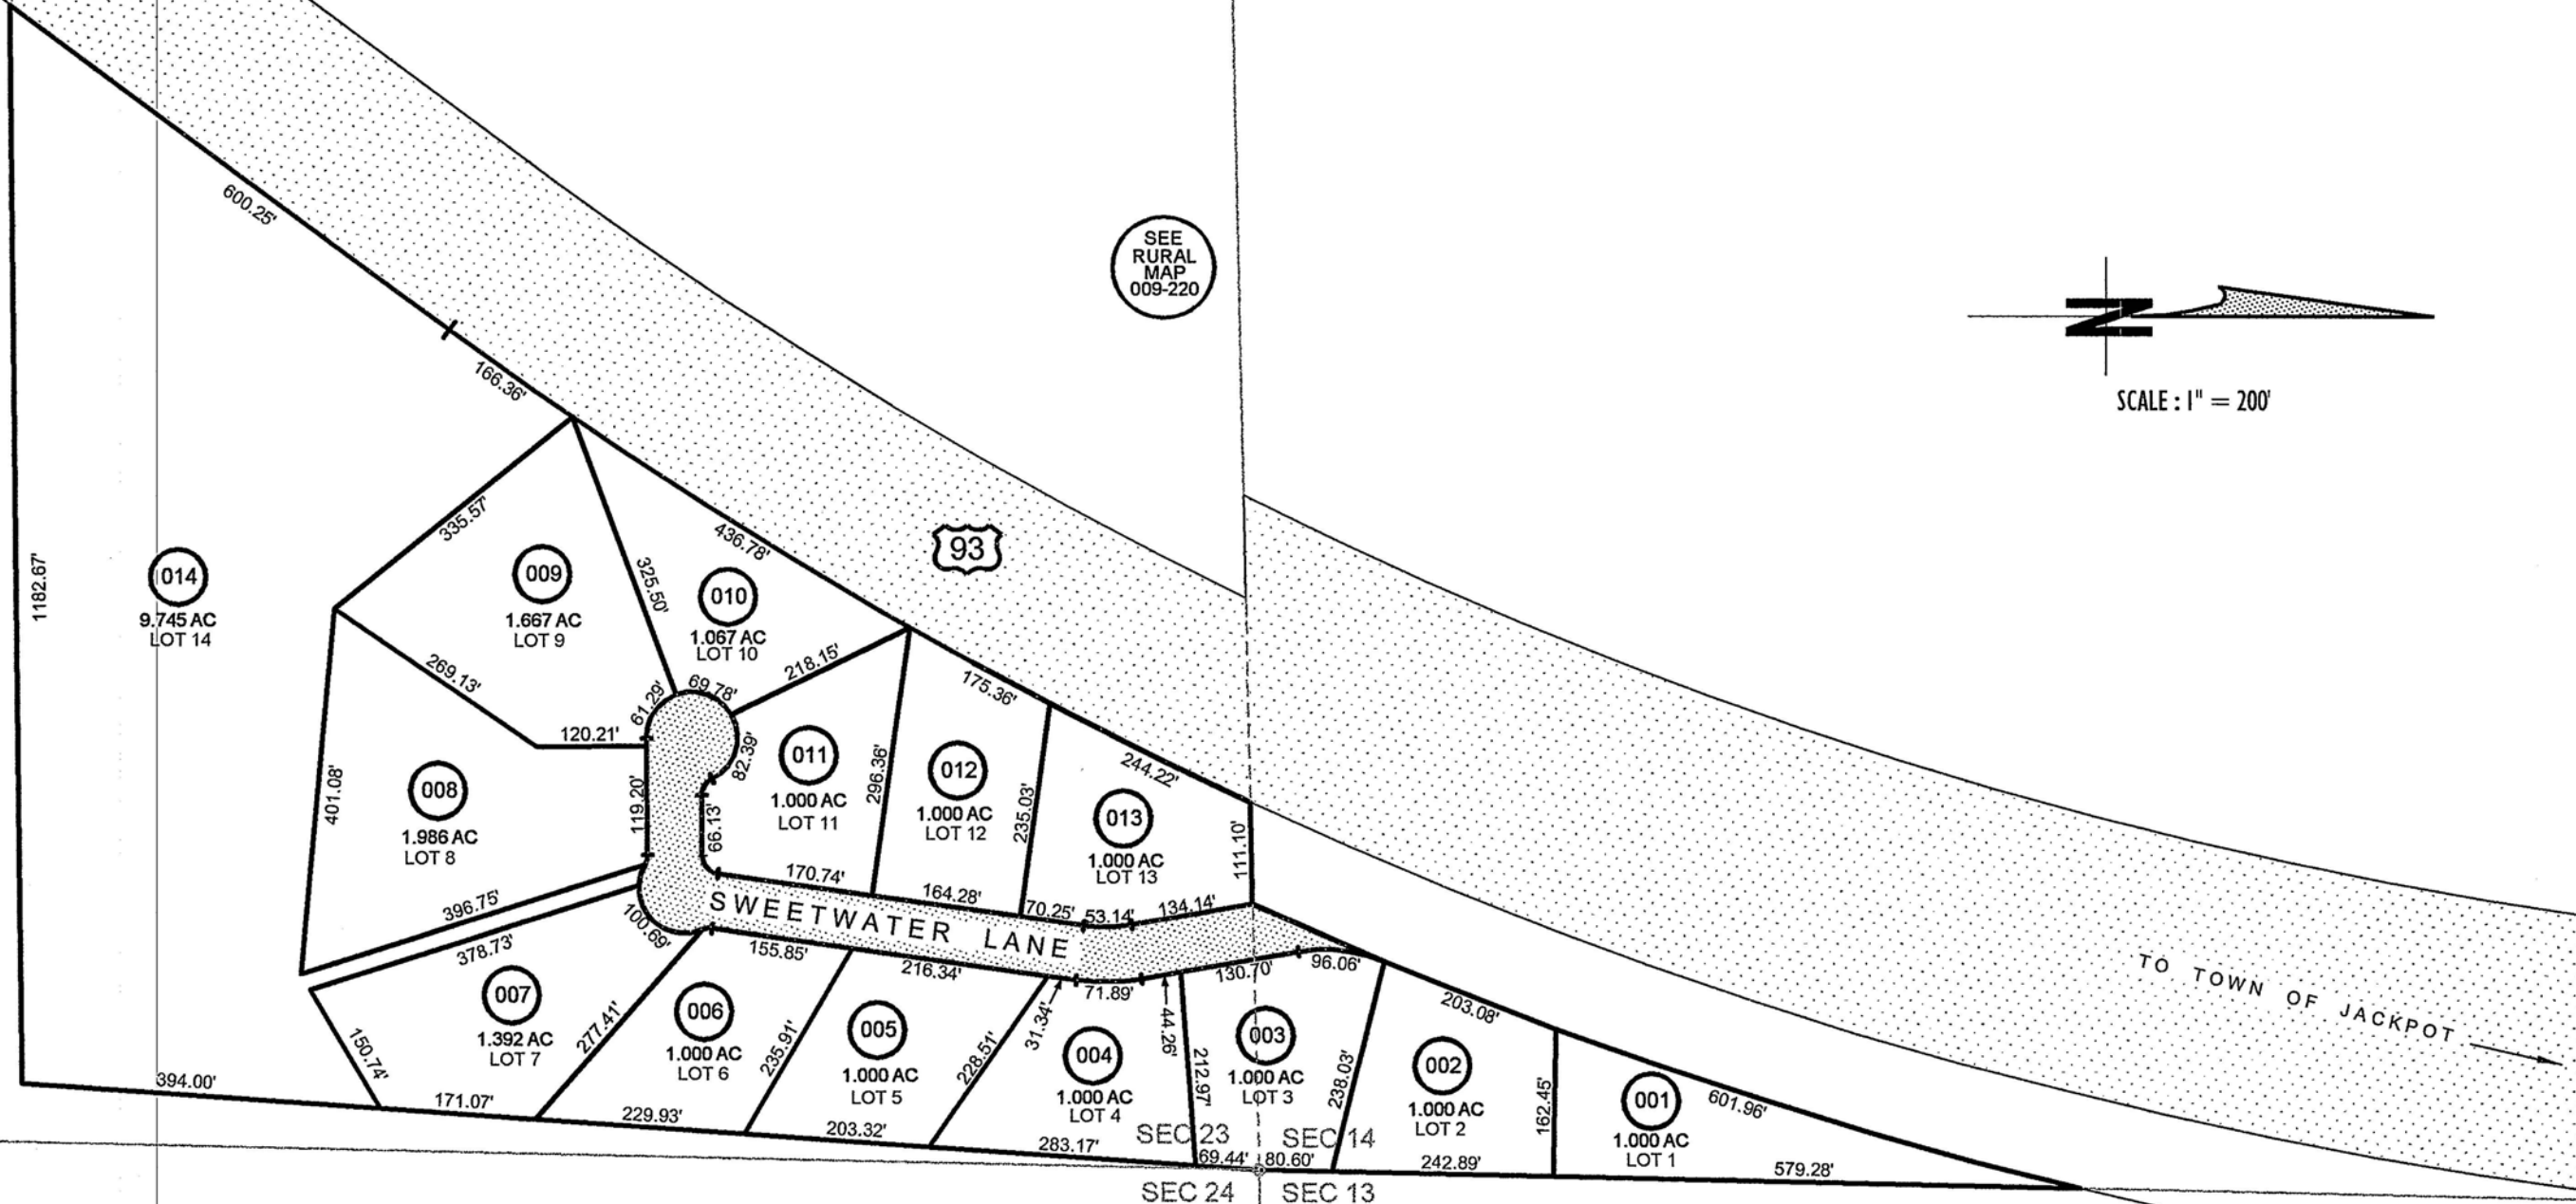 SEE
RURAL
MAP
009-220
N
SCALE : 1" = 200'
600.25'
166.36'
93
436.78'
335.57'
325.50'
1182.67'
014
9.745 AC
LOT 14
009
1.667 AC
LOT 9
010
1.067 AC
LOT 10
218.15'
269.13'
61.29'
69.78'
120.21'
175.36'
244.22'
82.39'
008
1.986 AC
LOT 8
401.08'
119.20'
66.13'
011
1.000 AC
LOT 11
296.36'
012
1.000 AC
LOT 12
235.03'
013
1.000 AC
LOT 13
111.10'
170.74'
164.28'
70.25'
53.14'
134.14'
396.75'
378.73'
100.69'
SWEETWATER LANE
155.85'
216.34'
31.34'
71.89'
44.26'
130.70'
96.06'
203.08'
TO TOWN OF JACKPOT
007
1.392 AC
LOT 7
150.74'
277.41'
006
1.000 AC
LOT 6
235.91'
005
1.000 AC
LOT 5
228.51'
004
1.000 AC
LOT 4
212.97'
003
1.000 AC
LOT 3
238.03'
002
1.000 AC
LOT 2
162.45'
001
1.000 AC
LOT 1
601.96'
394.00'
171.07'
229.93'
203.32'
283.17'
SEC 23
SEC 14
69.44'
80.60'
242.89'
579.28'
SEC 24
SEC 13